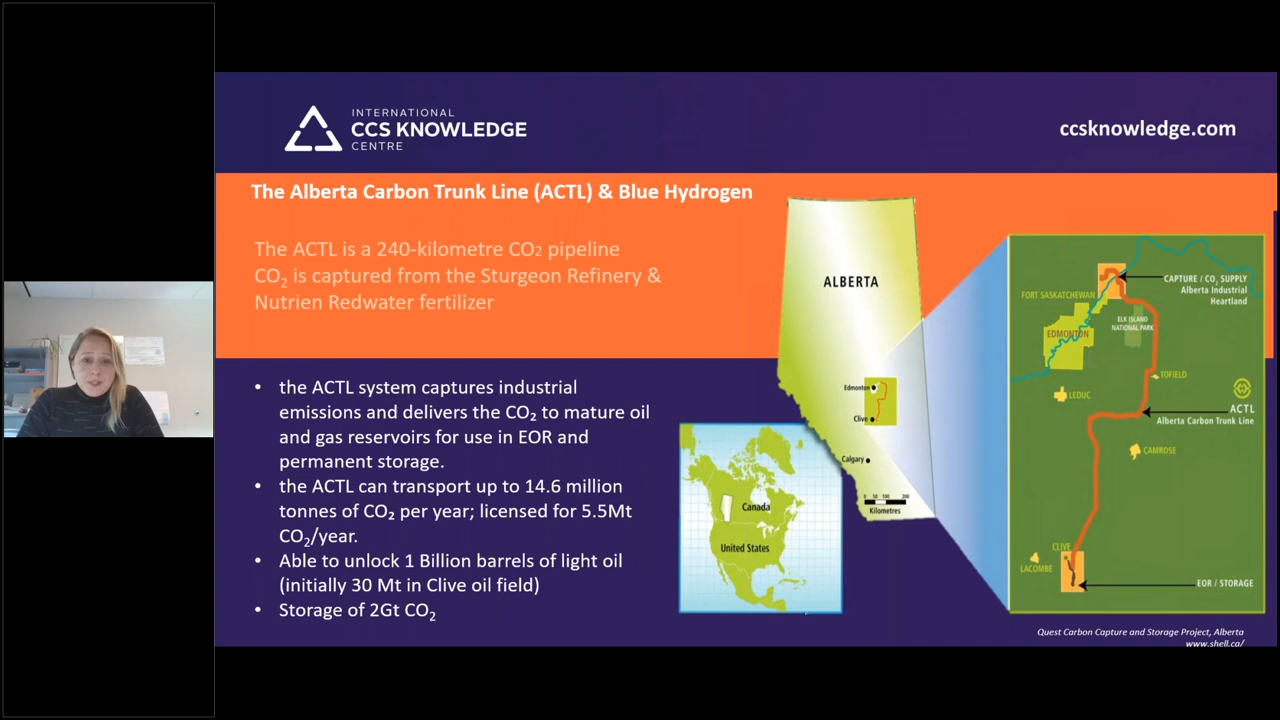 INTERNATIONAL
CCS KNOWLEDGE
CENTRE
ccsknowledge.com
The Alberta Carbon Trunk Line (ACTL) & Blue Hydrogen
The ACTL is a 240-kilometre CO₂ pipeline
CO₂ is captured from the Sturgeon Refinery &
Nutrien Redwater fertilizer
• the ACTL system captures industrial
emissions and delivers the CO₂ to mature oil
and gas reservoirs for use in EOR and
permanent storage.
• the ACTL can transport up to 14.6 million
tonnes of CO₂ per year; licensed for 5.5Mt
CO₂/year.
• Able to unlock 1 Billion barrels of light oil
(initially 30 Mt in Clive oil field)
• Storage of 2Gt CO₂
ALBERTA
Edmonton
Clive
Calgary
0 50 100 200
Kilometres
Canada
United States
CAPTURE / CO₂ SUPPLY
Alberta Industrial
Heartland
FORT SASKATCHEWAN
ELK ISLAND
NATIONAL PARK
EDMONTON
TOFIELD
LEDUC
ACTL
Alberta Carbon Trunk Line
CAMROSE
CLIVE
LACOMBE
EOR / STORAGE
Quest Carbon Capture and Storage Project, Alberta
www.shell.ca/